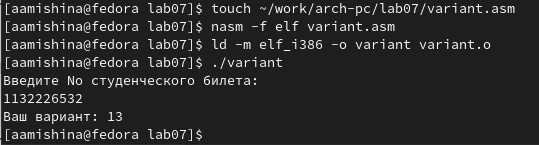 [aamishina@fedora lab07]$ touch ~/work/arch-pc/lab07/variant.asm
[aamishina@fedora lab07]$ nasm -f elf variant.asm
[aamishina@fedora lab07]$ ld -m elf_i386 -o variant variant.o
[aamishina@fedora lab07]$ ./variant
Введите No студенческого билета:
1132226532
Ваш вариант: 13
[aamishina@fedora lab07]$